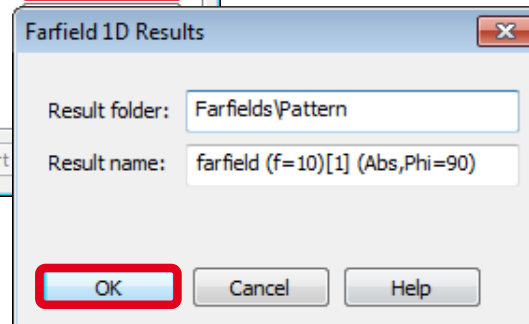 Farfield 1D Results
Result folder: Farfields\Pattern
Result name: farfield (f=10)[1] (Abs,Phi=90)
OK Cancel Help